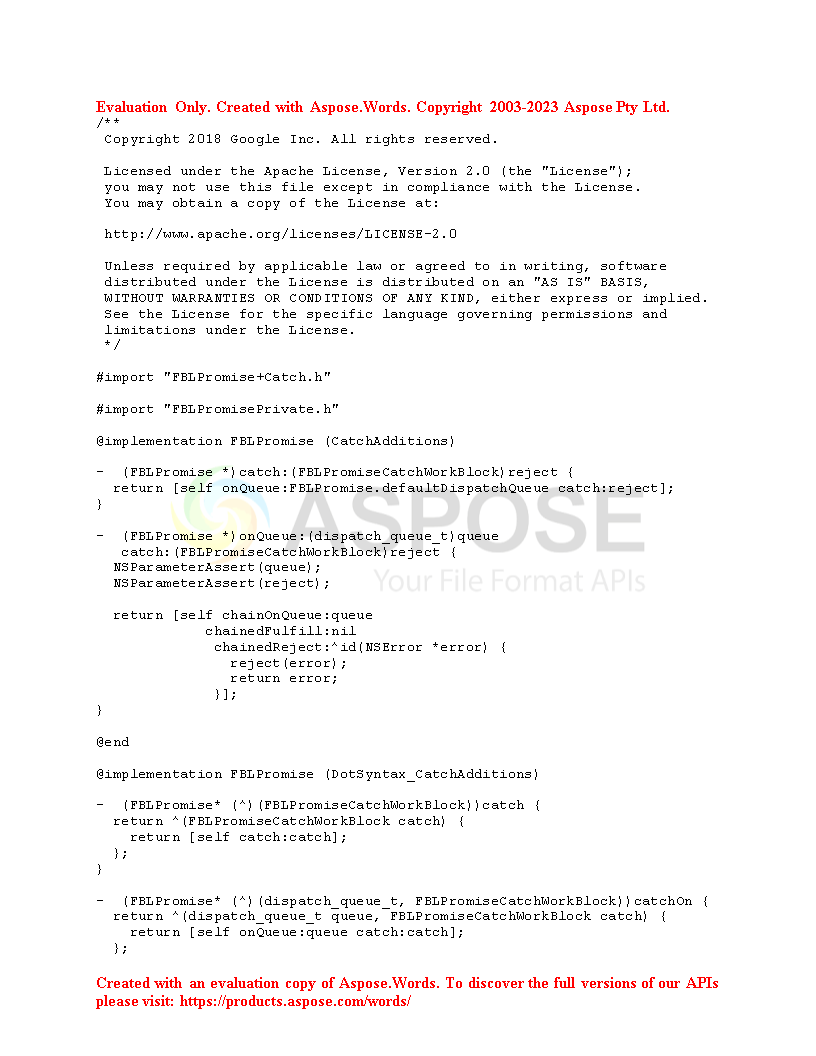 Evaluation Only. Created with Aspose.Words. Copyright 2003-2023 Aspose Pty Ltd.
/**
 Copyright 2018 Google Inc. All rights reserved.

 Licensed under the Apache License, Version 2.0 (the "License");
 you may not use this file except in compliance with the License.
 You may obtain a copy of the License at:

 http://www.apache.org/licenses/LICENSE-2.0

 Unless required by applicable law or agreed to in writing, software
 distributed under the License is distributed on an "AS IS" BASIS,
 WITHOUT WARRANTIES OR CONDITIONS OF ANY KIND, either express or implied.
 See the License for the specific language governing permissions and
 limitations under the License.
 */

#import "FBLPromise+Catch.h"

#import "FBLPromisePrivate.h"

@implementation FBLPromise (CatchAdditions)

-  (FBLPromise *)catch:(FBLPromiseCatchWorkBlock)reject {
  return [self onQueue:FBLPromise.defaultDispatchQueue catch:reject];
}

-  (FBLPromise *)onQueue:(dispatch_queue_t)queue
   catch:(FBLPromiseCatchWorkBlock)reject {
  NSParameterAssert(queue);
  NSParameterAssert(reject);

  return [self chainOnQueue:queue
             chainedFulfill:nil
              chainedReject:^id(NSError *error) {
                reject(error);
                return error;
              }];
}

@end

@implementation FBLPromise (DotSyntax_CatchAdditions)

-  (FBLPromise* (^)(FBLPromiseCatchWorkBlock))catch {
  return ^(FBLPromiseCatchWorkBlock catch) {
    return [self catch:catch];
  };
}

-  (FBLPromise* (^)(dispatch_queue_t, FBLPromiseCatchWorkBlock))catchOn {
  return ^(dispatch_queue_t queue, FBLPromiseCatchWorkBlock catch) {
    return [self onQueue:queue catch:catch];
  };

ASPOSE
Your File Format APIs

Created with an evaluation copy of Aspose.Words. To discover the full versions of our APIs
please visit: https://products.aspose.com/words/